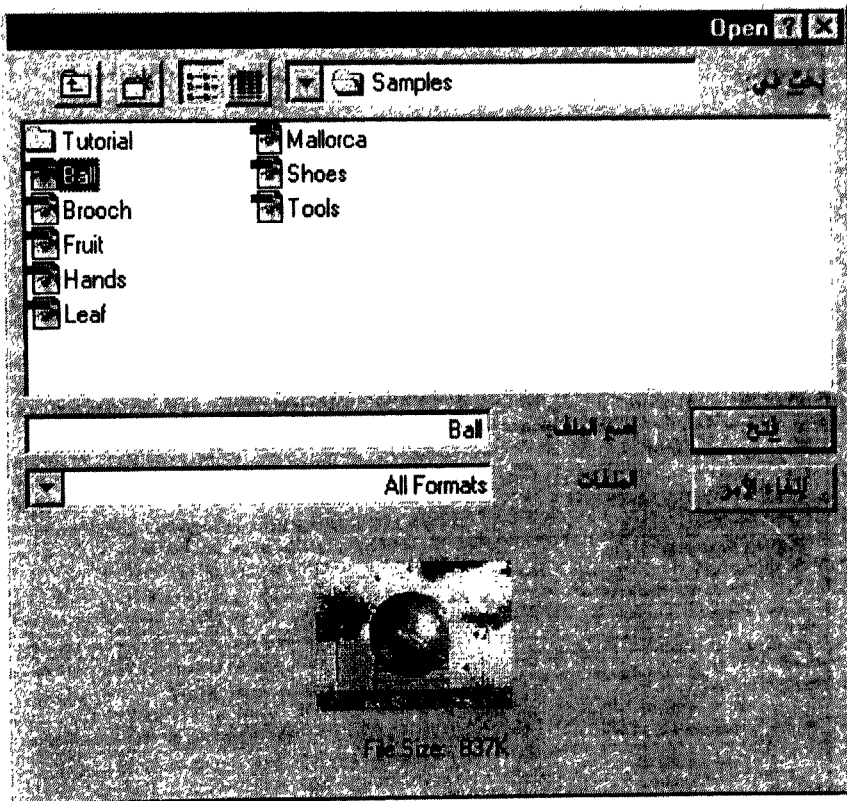 Open
بحث في: Samples
Tutorial
Ball
Brooch
Fruit
Hands
Leaf
Mallorca
Shoes
Tools
اسم الملف: Ball
فتح
الملفات All Formats
إلغاء الأمر
File Size: 837K